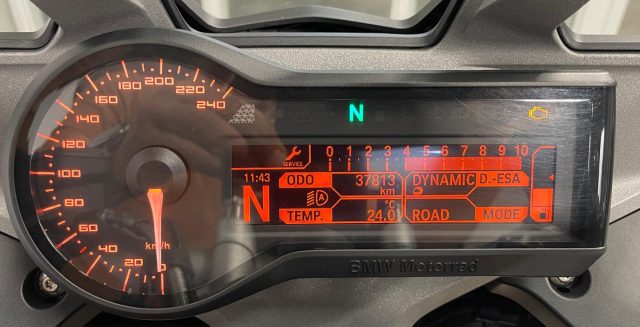 0 20 40 60 80 100 120 140 160 180 200 220 240
km/h
N
SERVICE
0 1 2 3 4 5 6 7 8 9 10
11:43
N
ODO 37813 km
DYNAMIC D.-ESA
A
TEMP. °C 24.0
ROAD MODE
BMW Motorrad